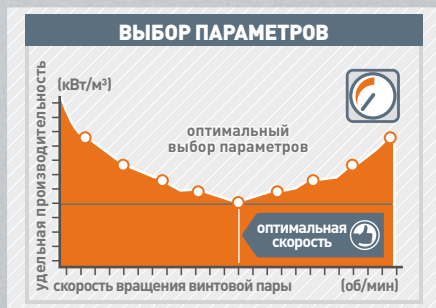 ВЫБОР ПАРАМЕТРОВ
(кВт/м³)
удельная производительность
оптимальный
выбор параметров
оптимальная
скорость
скорость вращения винтовой пары (об/мин)